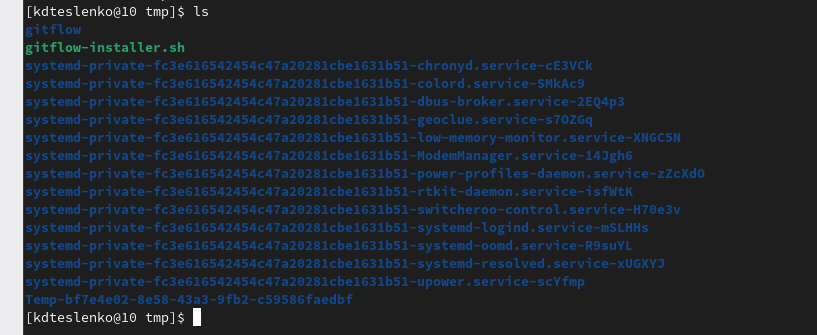 [kdteslenko@10 tmp]$ ls
gitflow
gitflow-installer.sh
systemd-private-fc3e616542454c47a20281cbe1631b51-chronyd.service-cE3VCk
systemd-private-fc3e616542454c47a20281cbe1631b51-colord.service-SMkAc9
systemd-private-fc3e616542454c47a20281cbe1631b51-dbus-broker.service-2EQ4p3
systemd-private-fc3e616542454c47a20281cbe1631b51-geoclue.service-s7OZGq
systemd-private-fc3e616542454c47a20281cbe1631b51-low-memory-monitor.service-XNGC5N
systemd-private-fc3e616542454c47a20281cbe1631b51-ModemManager.service-14Jgh6
systemd-private-fc3e616542454c47a20281cbe1631b51-power-profiles-daemon.service-zZcXdO
systemd-private-fc3e616542454c47a20281cbe1631b51-rtkit-daemon.service-isfWtK
systemd-private-fc3e616542454c47a20281cbe1631b51-switcheroo-control.service-H70e3v
systemd-private-fc3e616542454c47a20281cbe1631b51-systemd-logind.service-mSLHHs
systemd-private-fc3e616542454c47a20281cbe1631b51-systemd-oomd.service-R9suYL
systemd-private-fc3e616542454c47a20281cbe1631b51-systemd-resolved.service-xUGXYJ
systemd-private-fc3e616542454c47a20281cbe1631b51-upower.service-scYfmp
Temp-bf7e4e02-8e58-43a3-9fb2-c59586faedbf
[kdteslenko@10 tmp]$